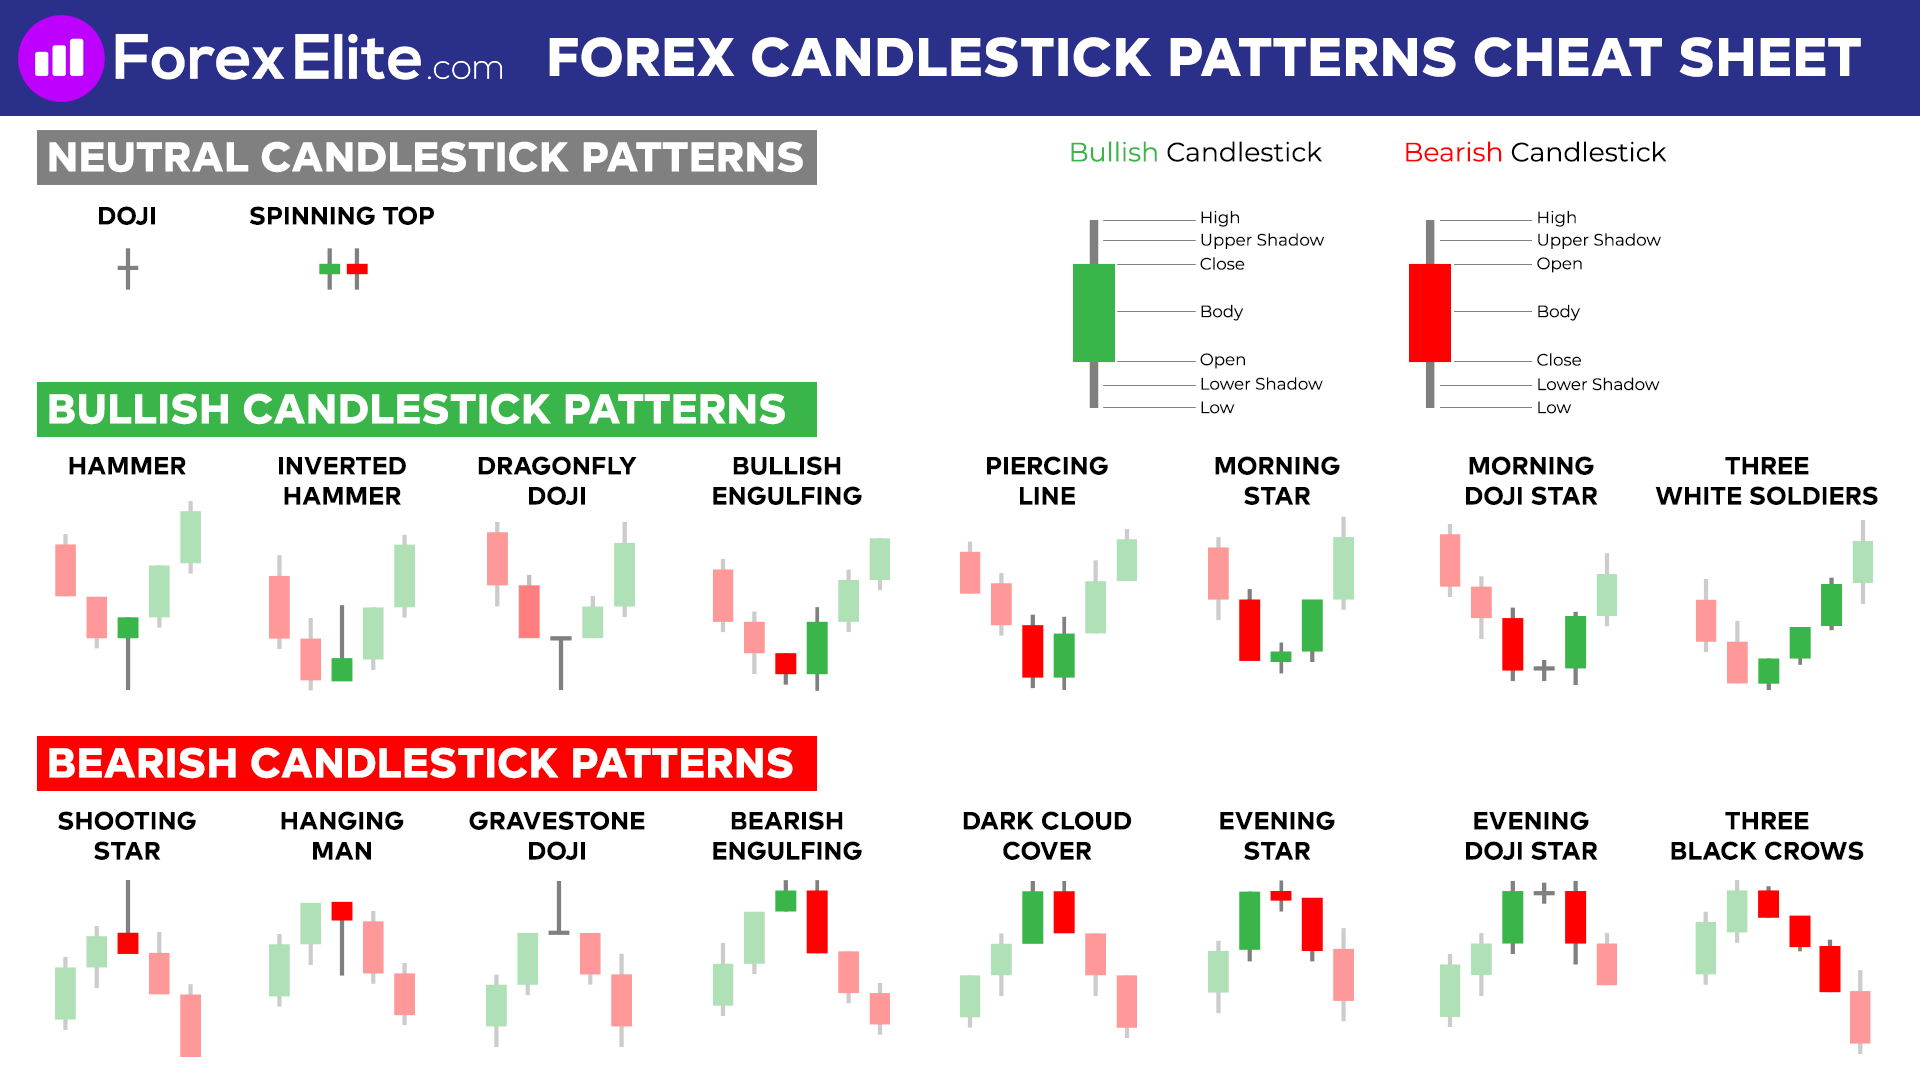 ForexElite.com
FOREX CANDLESTICK PATTERNS CHEAT SHEET
NEUTRAL CANDLESTICK PATTERNS
DOJI
SPINNING TOP
Bullish Candlestick
High
Upper Shadow
Close
Body
Open
Lower Shadow
Low
Bearish Candlestick
High
Upper Shadow
Open
Body
Close
Lower Shadow
Low
BULLISH CANDLESTICK PATTERNS
HAMMER
INVERTED
HAMMER
DRAGONFLY
DOJI
BULLISH
ENGULFING
PIERCING
LINE
MORNING
STAR
MORNING
DOJI STAR
THREE
WHITE SOLDIERS
BEARISH CANDLESTICK PATTERNS
SHOOTING
STAR
HANGING
MAN
GRAVESTONE
DOJI
BEARISH
ENGULFING
DARK CLOUD
COVER
EVENING
STAR
EVENING
DOJI STAR
THREE
BLACK CROWS